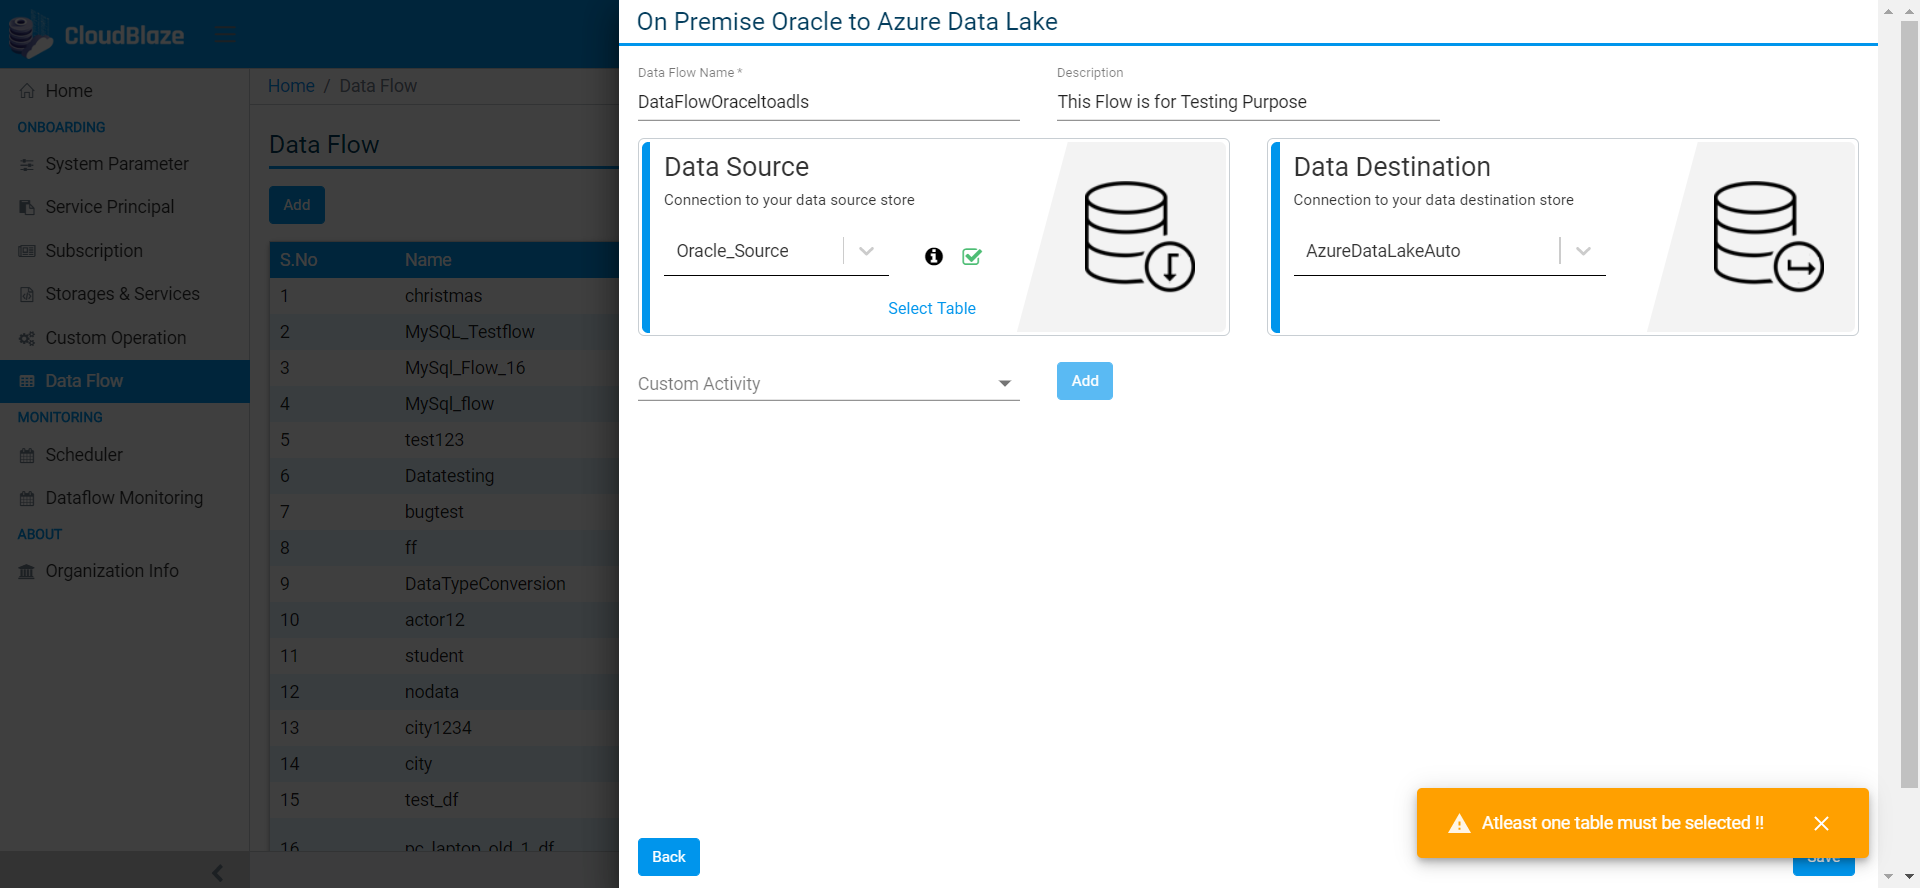 CloudBlaze
Home
ONBOARDING
System Parameter
Service Principal
Subscription
Storages & Services
Custom Operation
Data Flow
MONITORING
Scheduler
Dataflow Monitoring
ABOUT
Organization Info
Home / Data Flow
Data Flow
Add
S.No Name
1 christmas
2 MySQL_Testflow
3 MySql_Flow_16
4 MySql_flow
5 test123
6 Datatesting
7 bugtest
8 ff
9 DataTypeConversion
10 actor12
11 student
12 nodata
13 city1234
14 city
15 test_df
16 pc_laptop_old_1_df
On Premise Oracle to Azure Data Lake
Data Flow Name *
DataFlowOraceltoadls
Description
This Flow is for Testing Purpose
Data Source
Connection to your data source store
Oracle_Source
Select Table
Data Destination
Connection to your data destination store
AzureDataLakeAuto
Custom Activity
Add
Atleast one table must be selected !!
Back
Save